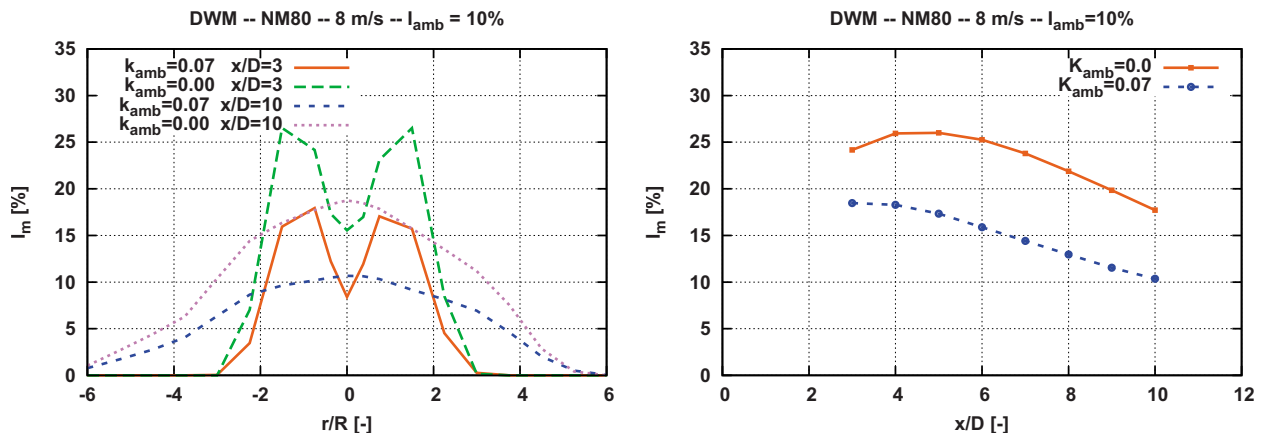 DWM -- NM80 -- 8 m/s -- I_amb = 10%
35
30
25
20
15
10
5
0
I_m [%]
k_amb=0.07 x/D=3
k_amb=0.00 x/D=3
k_amb=0.07 x/D=10
k_amb=0.00 x/D=10
-6 -4 -2 0 2 4 6
r/R [-]
DWM -- NM80 -- 8 m/s -- I_amb=10%
35
30
25
20
15
10
5
0
I_m [%]
K_amb=0.0
K_amb=0.07
0 2 4 6 8 10 12
x/D [-]